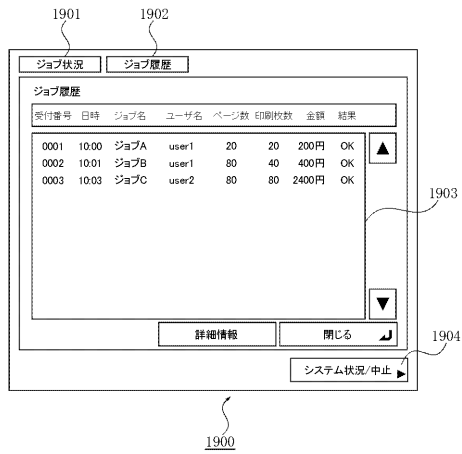 1901 1902
ジョブ状況 ジョブ履歴
ジョブ履歴
受付番号 日時 ジョブ名 ユーザ名 ページ数 印刷枚数 金額 結果
0001 10:00 ジョブA user1 20 20 200円 OK
0002 10:01 ジョブB user1 80 40 400円 OK
0003 10:03 ジョブC user2 80 80 2400円 OK
1903
詳細情報 閉じる
1904
システム状況/中止
1900